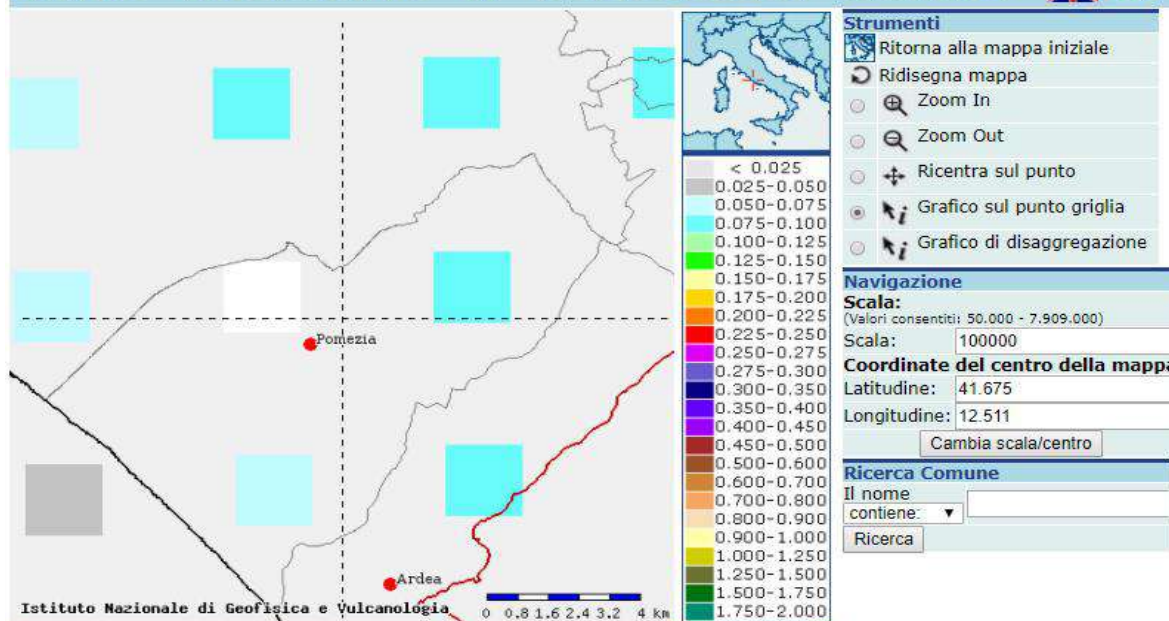 Pomezia
Ardea
Istituto Nazionale di Geofisica e Vulcanologia
0 0.8 1.6 2.4 3.2 4 km
< 0.025
0.025-0.050
0.050-0.075
0.075-0.100
0.100-0.125
0.125-0.150
0.150-0.175
0.175-0.200
0.200-0.225
0.225-0.250
0.250-0.275
0.275-0.300
0.300-0.350
0.350-0.400
0.400-0.450
0.450-0.500
0.500-0.600
0.600-0.700
0.700-0.800
0.800-0.900
0.900-1.000
1.000-1.250
1.250-1.500
1.500-1.750
1.750-2.000
Strumenti
Ritorna alla mappa iniziale
Ridisegna mappa
Zoom In
Zoom Out
Ricentra sul punto
Grafico sul punto griglia
Grafico di disaggregazione
Navigazione
Scala:
(Valori consentiti: 50.000 - 7.909.000)
Scala: 100000
Coordinate del centro della mappa
Latitudine: 41.675
Longitudine: 12.511
Cambia scala/centro
Ricerca Comune
Il nome
contiene:
Ricerca